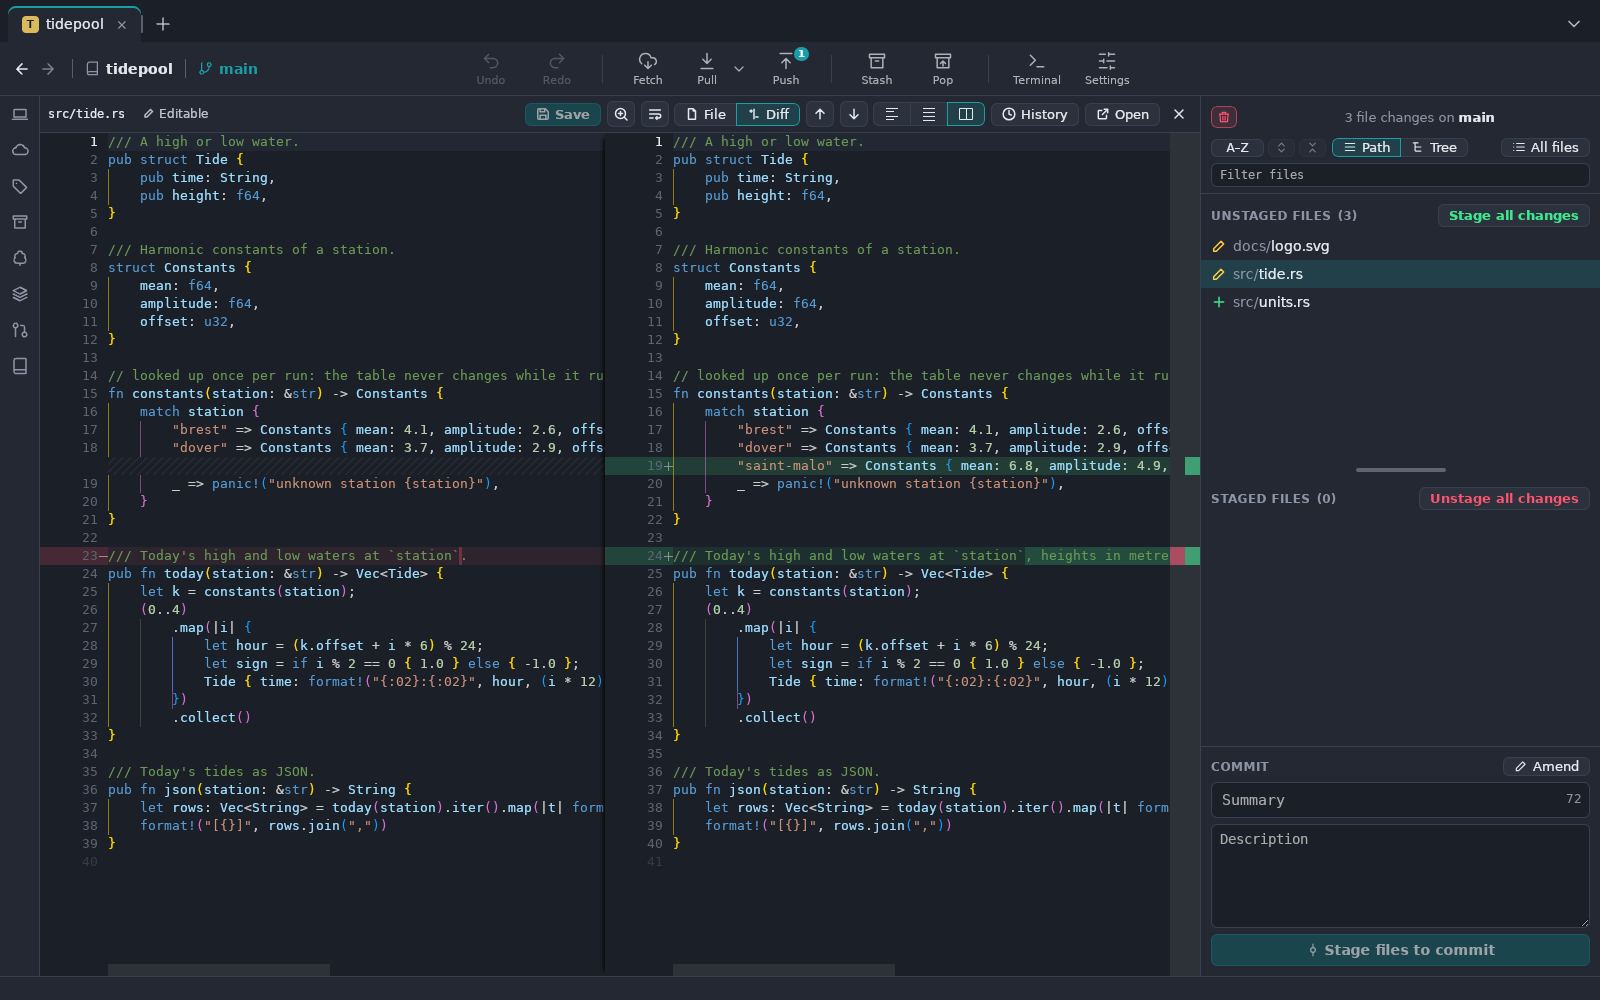 T tidepool
tidepool main
Undo Redo Fetch Pull Push 1 Stash Pop Terminal Settings
src/tide.rs Editable Save File Diff History Open
1 /// A high or low water.
2 pub struct Tide {
3 pub time: String,
4 pub height: f64,
5 }
6
7 /// Harmonic constants of a station.
8 struct Constants {
9 mean: f64,
10 amplitude: f64,
11 offset: u32,
12 }
13
14 // looked up once per run: the table never changes while it ru
15 fn constants(station: &str) -> Constants {
16 match station {
17 "brest" => Constants { mean: 4.1, amplitude: 2.6, offs
18 "dover" => Constants { mean: 3.7, amplitude: 2.9, offs
19 _ => panic!("unknown station {station}"),
20 }
21 }
22
23 /// Today's high and low waters at `station`.
24 pub fn today(station: &str) -> Vec<Tide> {
25 let k = constants(station);
26 (0..4)
27 .map(|i| {
28 let hour = (k.offset + i * 6) % 24;
29 let sign = if i % 2 == 0 { 1.0 } else { -1.0 };
30 Tide { time: format!("{:02}:{:02}", hour, (i * 12)
31 })
32 .collect()
33 }
34
35 /// Today's tides as JSON.
36 pub fn json(station: &str) -> String {
37 let rows: Vec<String> = today(station).iter().map(|t| form
38 format!("[{}]", rows.join(","))
39 }
40
1 /// A high or low water.
2 pub struct Tide {
3 pub time: String,
4 pub height: f64,
5 }
6
7 /// Harmonic constants of a station.
8 struct Constants {
9 mean: f64,
10 amplitude: f64,
11 offset: u32,
12 }
13
14 // looked up once per run: the table never changes while it ru
15 fn constants(station: &str) -> Constants {
16 match station {
17 "brest" => Constants { mean: 4.1, amplitude: 2.6, offs
18 "dover" => Constants { mean: 3.7, amplitude: 2.9, offs
19+ "saint-malo" => Constants { mean: 6.8, amplitude: 4.9,
20 _ => panic!("unknown station {station}"),
21 }
22 }
23
24+ /// Today's high and low waters at `station`, heights in metre
25 pub fn today(station: &str) -> Vec<Tide> {
26 let k = constants(station);
27 (0..4)
28 .map(|i| {
29 let hour = (k.offset + i * 6) % 24;
30 let sign = if i % 2 == 0 { 1.0 } else { -1.0 };
31 Tide { time: format!("{:02}:{:02}", hour, (i * 12)
32 })
33 .collect()
34 }
35
36 /// Today's tides as JSON.
37 pub fn json(station: &str) -> String {
38 let rows: Vec<String> = today(station).iter().map(|t| form
39 format!("[{}]", rows.join(","))
40 }
41
3 file changes on main
A–Z Path Tree All files
Filter files
UNSTAGED FILES (3) Stage all changes
docs/logo.svg
src/tide.rs
src/units.rs
STAGED FILES (0) Unstage all changes
COMMIT Amend
Summary 72
Description
Stage files to commit